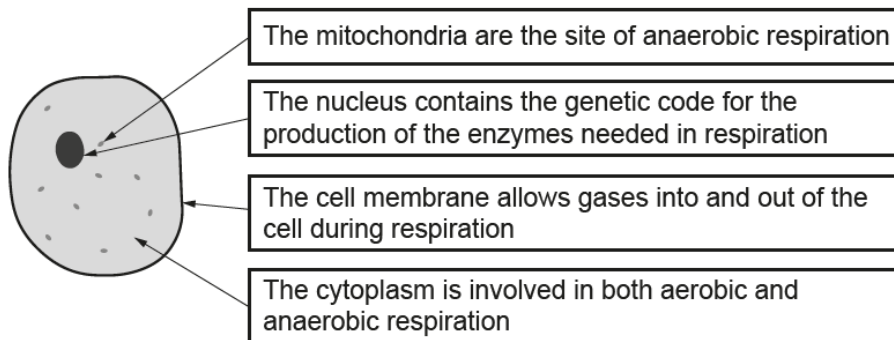 The mitochondria are the site of anaerobic respiration
The nucleus contains the genetic code for the
production of the enzymes needed in respiration
The cell membrane allows gases into and out of the
cell during respiration
The cytoplasm is involved in both aerobic and
anaerobic respiration